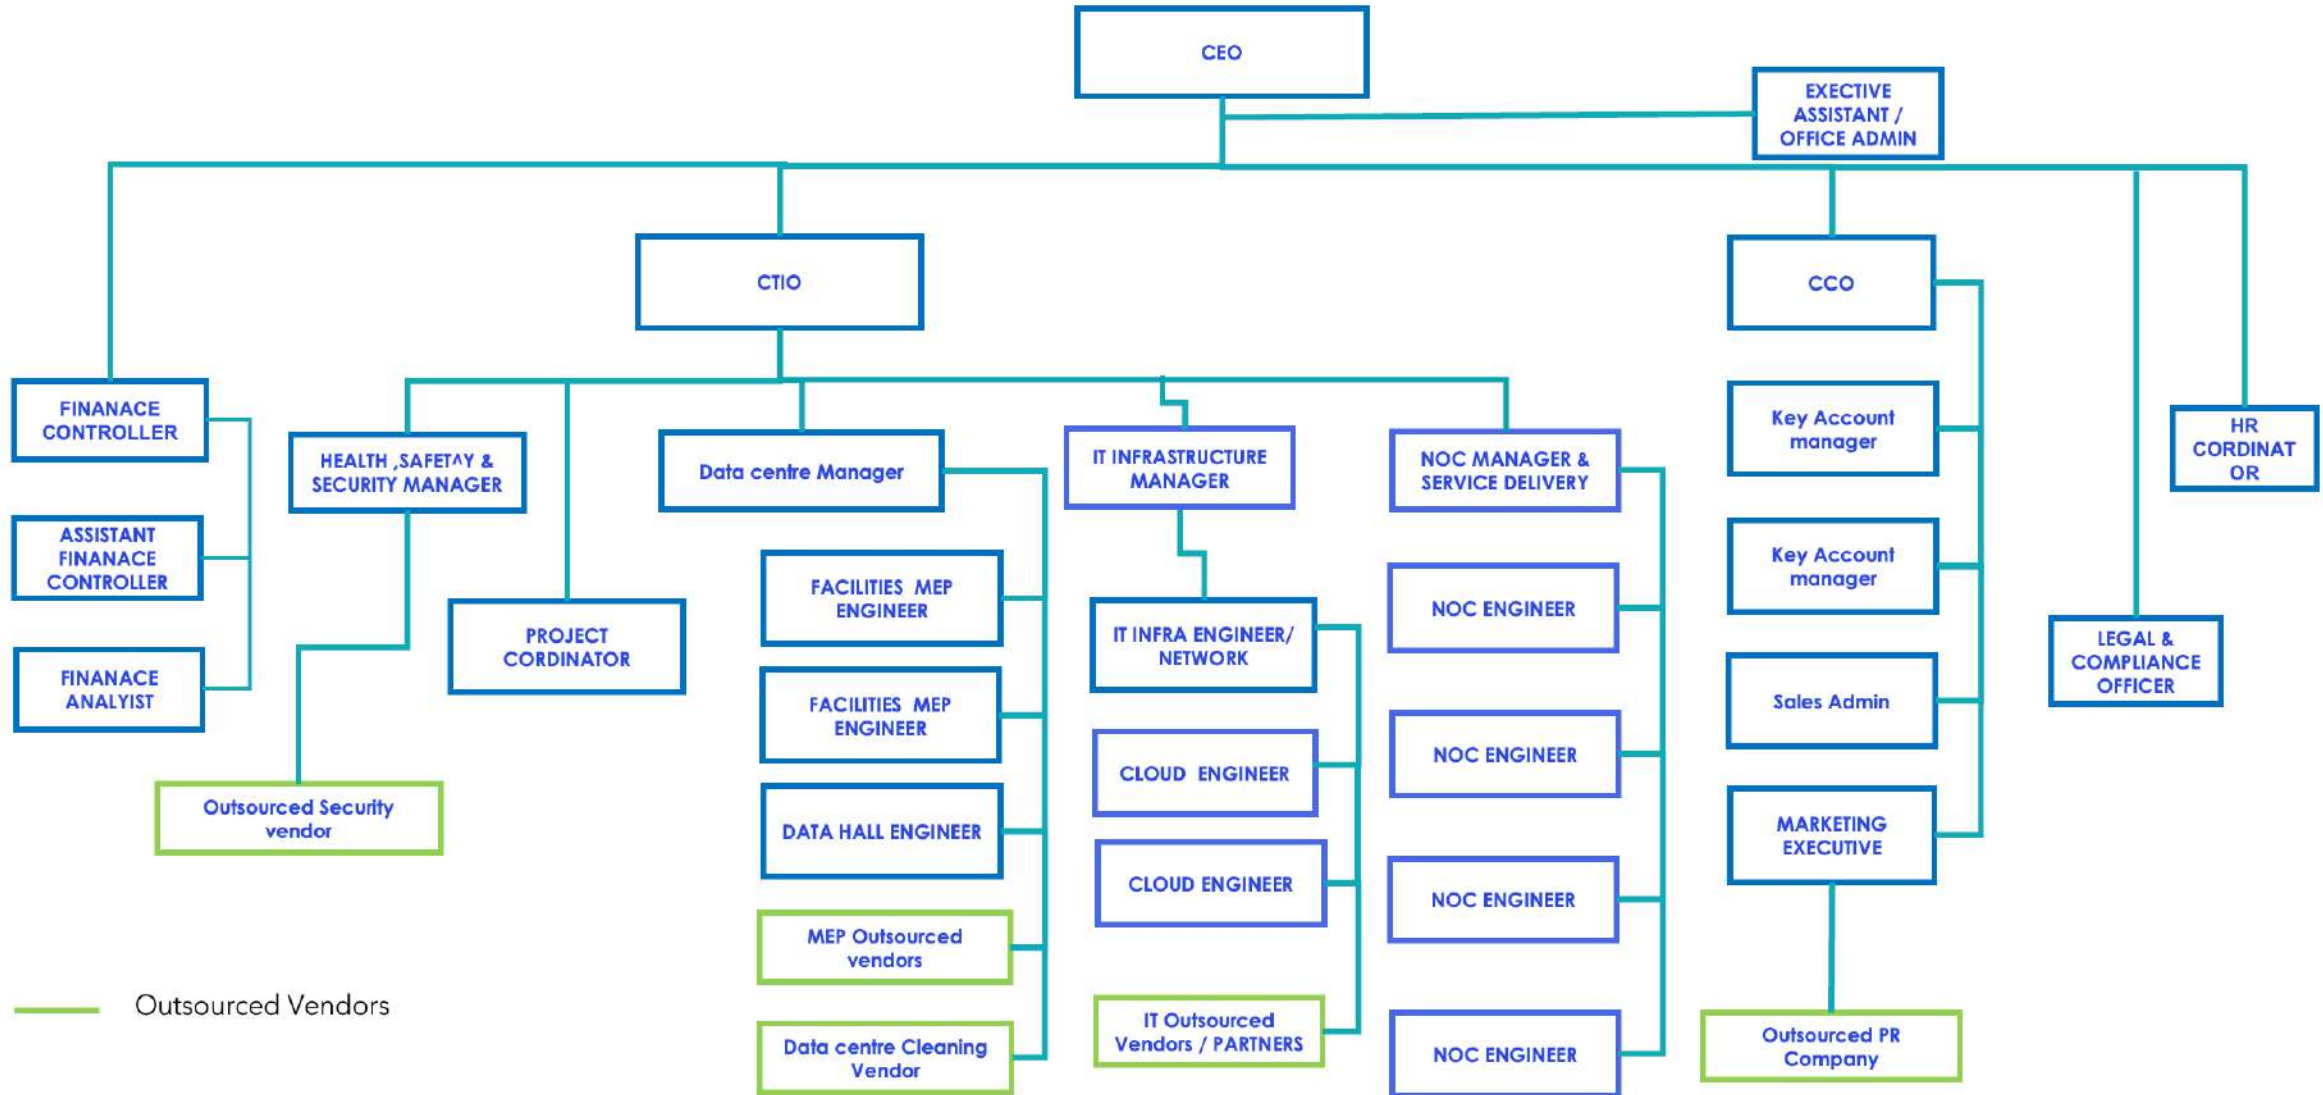 CEO
EXECTIVE
ASSISTANT /
OFFICE ADMIN
CTIO
CCO
FINANACE
CONTROLLER
HEALTH ,SAFETAY &
SECURITY MANAGER
Data centre Manager
IT INFRASTRUCTURE
MANAGER
NOC MANAGER &
SERVICE DELIVERY
Key Account
manager
HR
CORDINAT
OR
ASSISTANT
FINANACE
CONTROLLER
PROJECT
CORDINATOR
FACILITIES MEP
ENGINEER
IT INFRA ENGINEER/
NETWORK
NOC ENGINEER
Key Account
manager
LEGAL &
COMPLIANCE
OFFICER
FINANACE
ANALYIST
FACILITIES MEP
ENGINEER
CLOUD ENGINEER
NOC ENGINEER
Sales Admin
Outsourced Security
vendor
DATA HALL ENGINEER
CLOUD ENGINEER
NOC ENGINEER
MARKETING
EXECUTIVE
MEP Outsourced
vendors
IT Outsourced
Vendors / PARTNERS
Data centre Cleaning
Vendor
NOC ENGINEER
Outsourced PR
Company
Outsourced Vendors